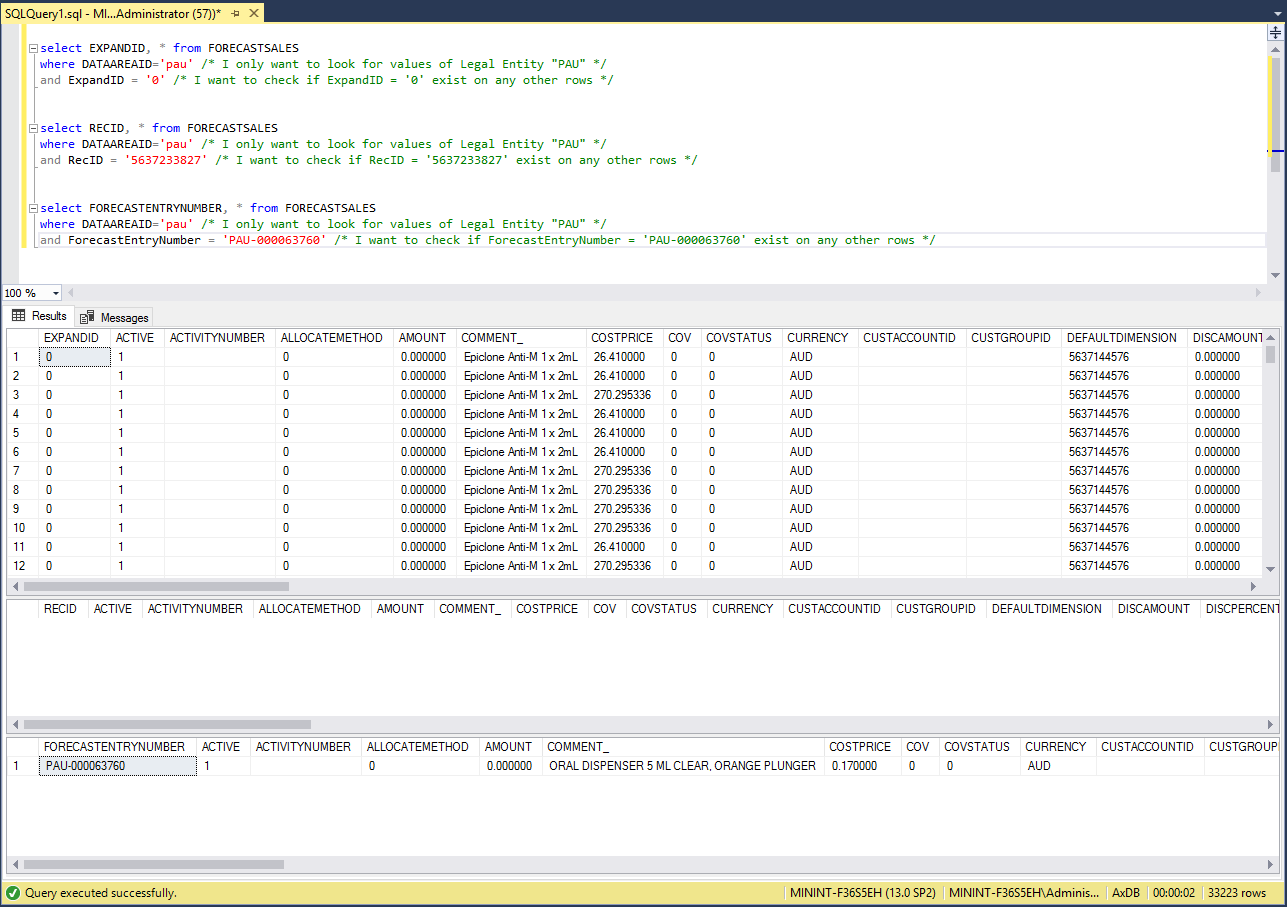 SQLQuery1.sql - MI...Administrator (57))*
select EXPANDID, * from FORECASTSALES
where DATAAREAID='pau' /* I only want to look for values of Legal Entity "PAU" */
and ExpandID = '0' /* I want to check if ExpandID = '0' exist on any other rows */
select RECID, * from FORECASTSALES
where DATAAREAID='pau' /* I only want to look for values of Legal Entity "PAU" */
and RecID = '5637233827' /* I want to check if RecID = '5637233827' exist on any other rows */
select FORECASTENTRYNUMBER, * from FORECASTSALES
where DATAAREAID='pau' /* I only want to look for values of Legal Entity "PAU" */
and ForecastEntryNumber = 'PAU-000063760' /* I want to check if ForecastEntryNumber = 'PAU-000063760' exist on any other rows */
100 %
Results Messages
EXPANDID ACTIVE ACTIVITYNUMBER ALLOCATEMETHOD AMOUNT COMMENT_ COSTPRICE COV COVSTATUS CURRENCY CUSTACCOUNTID CUSTGROUPID DEFAULTDIMENSION DISCAMOUNT
1 0 1 0 0.000000 Epiclone Anti-M 1 x 2mL 26.410000 0 0 AUD 5637144576 0.000000
2 0 1 0 0.000000 Epiclone Anti-M 1 x 2mL 26.410000 0 0 AUD 5637144576 0.000000
3 0 1 0 0.000000 Epiclone Anti-M 1 x 2mL 270.295336 0 0 AUD 5637144576 0.000000
4 0 1 0 0.000000 Epiclone Anti-M 1 x 2mL 26.410000 0 0 AUD 5637144576 0.000000
5 0 1 0 0.000000 Epiclone Anti-M 1 x 2mL 26.410000 0 0 AUD 5637144576 0.000000
6 0 1 0 0.000000 Epiclone Anti-M 1 x 2mL 26.410000 0 0 AUD 5637144576 0.000000
7 0 1 0 0.000000 Epiclone Anti-M 1 x 2mL 270.295336 0 0 AUD 5637144576 0.000000
8 0 1 0 0.000000 Epiclone Anti-M 1 x 2mL 270.295336 0 0 AUD 5637144576 0.000000
9 0 1 0 0.000000 Epiclone Anti-M 1 x 2mL 270.295336 0 0 AUD 5637144576 0.000000
10 0 1 0 0.000000 Epiclone Anti-M 1 x 2mL 270.295336 0 0 AUD 5637144576 0.000000
11 0 1 0 0.000000 Epiclone Anti-M 1 x 2mL 26.410000 0 0 AUD 5637144576 0.000000
12 0 1 0 0.000000 Epiclone Anti-M 1 x 2mL 270.295336 0 0 AUD 5637144576 0.000000
RECID ACTIVE ACTIVITYNUMBER ALLOCATEMETHOD AMOUNT COMMENT_ COSTPRICE COV COVSTATUS CURRENCY CUSTACCOUNTID CUSTGROUPID DEFAULTDIMENSION DISCAMOUNT DISCPERCENT
FORECASTENTRYNUMBER ACTIVE ACTIVITYNUMBER ALLOCATEMETHOD AMOUNT COMMENT_ COSTPRICE COV COVSTATUS CURRENCY CUSTACCOUNTID CUSTGROUP
1 PAU-000063760 1 0 0.000000 ORAL DISPENSER 5 ML CLEAR, ORANGE PLUNGER 0.170000 0 0 AUD
Query executed successfully. MININT-F36S5EH (13.0 SP2) MININT-F36S5EH\Adminis... AxDB 00:00:02 33223 rows